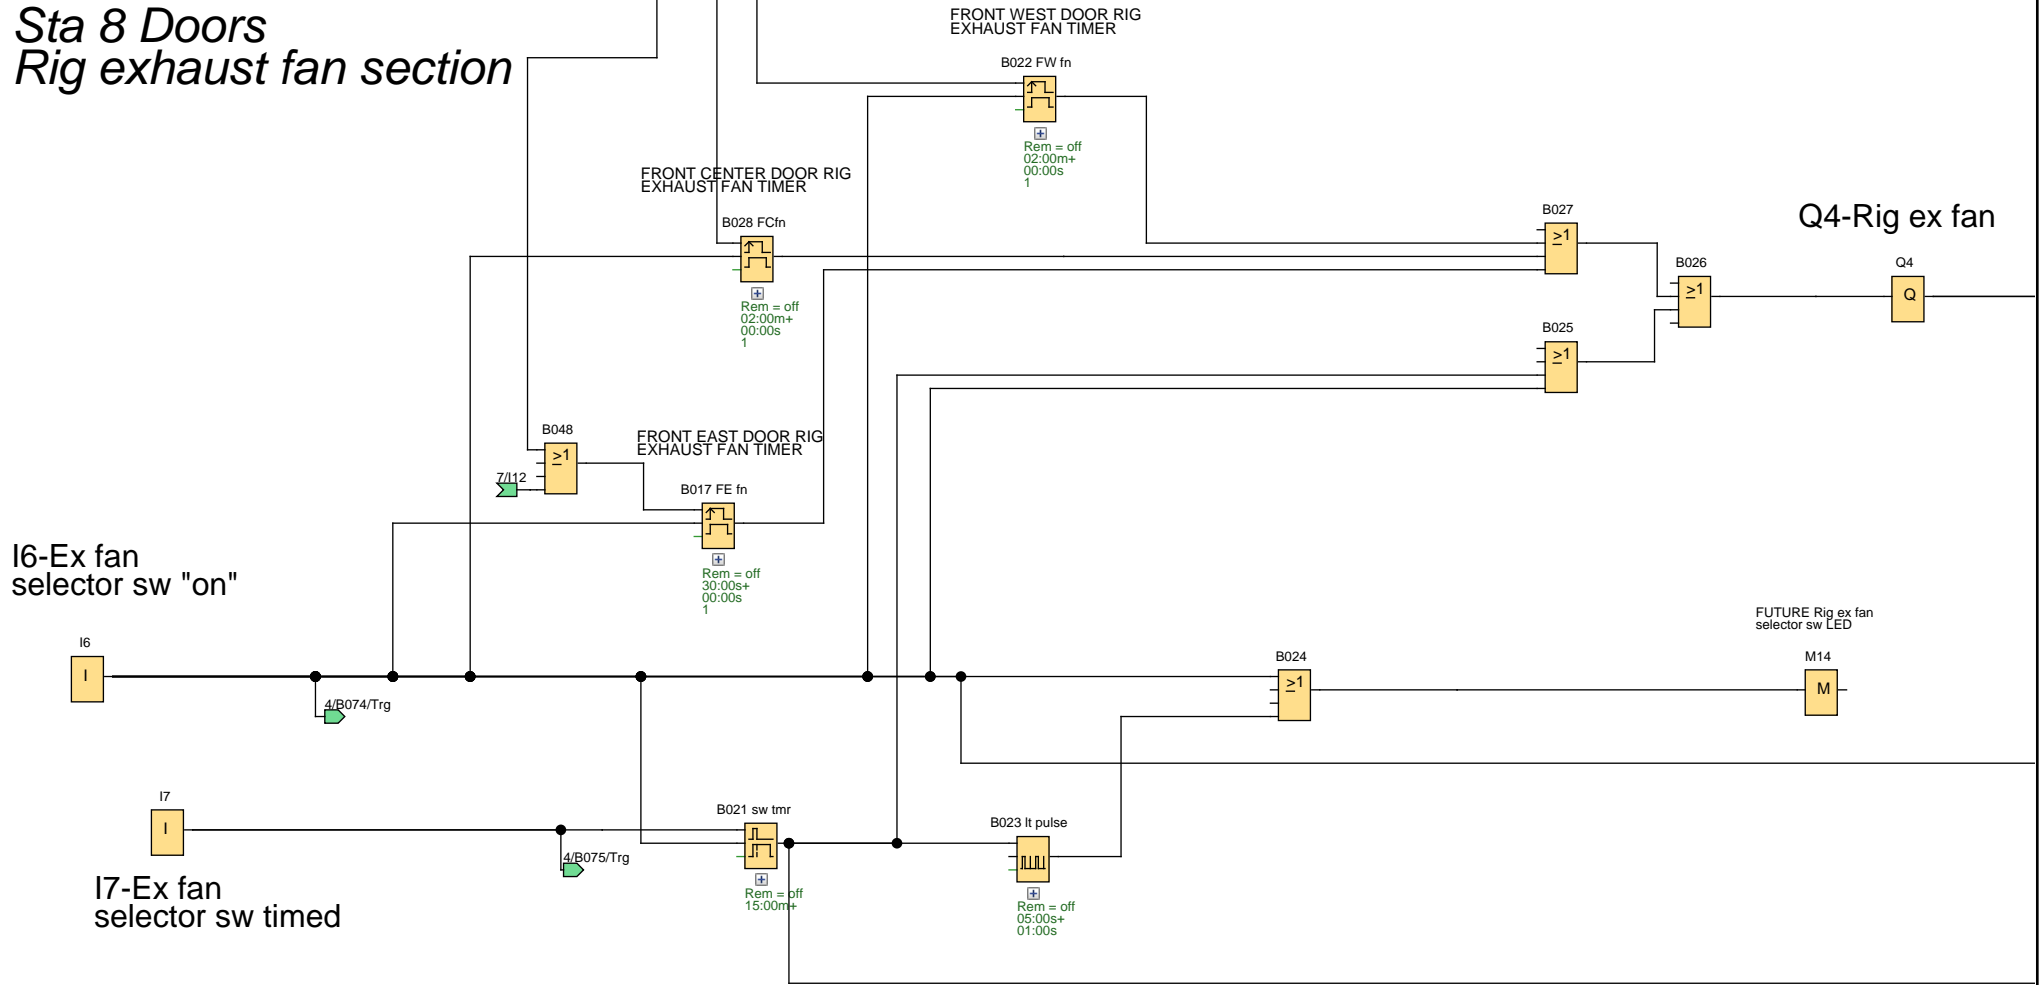 Sta 8 Doors
Rig exhaust fan section
FRONT WEST DOOR RIG
EXHAUST FAN TIMER
B022 FW fn
Rem = off
02:00m+
00:00s
1
FRONT CENTER DOOR RIG
EXHAUST FAN TIMER
B028 FCfn
Rem = off
02:00m+
00:00s
1
B027
≥1
Q4-Rig ex fan
B026
≥1
Q4
Q
B025
≥1
B048
≥1
7/I12
FRONT EAST DOOR RIG
EXHAUST FAN TIMER
B017 FE fn
Rem = off
30:00s+
00:00s
1
I6-Ex fan
selector sw "on"
I6
I
4/B074/Trg
FUTURE Rig ex fan
selector sw LED
B024
≥1
M14
M
I7
I
4/B075/Trg
I7-Ex fan
selector sw timed
B021 sw tmr
Rem = off
15:00m+
B023 lt pulse
Rem = off
05:00s+
01:00s